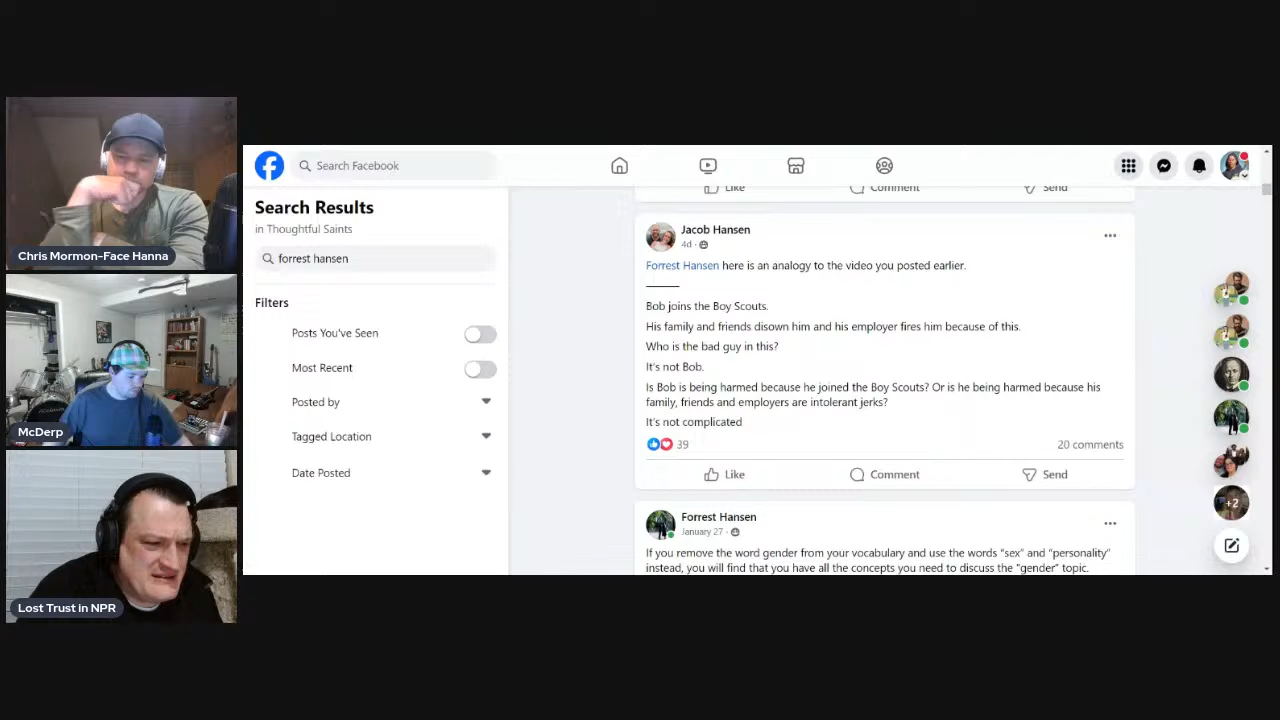 Chris Mormon-Face Hanna
McDerp
Lost Trust in NPR
Search Facebook
Search Results
in Thoughtful Saints
forrest hansen
Filters
Posts You've Seen
Most Recent
Posted by
Tagged Location
Date Posted
Like
Comment
Send
Jacob Hansen
4d
Forrest Hansen here is an analogy to the video you posted earlier.
Bob joins the Boy Scouts.
His family and friends disown him and his employer fires him because of this.
Who is the bad guy in this?
It's not Bob.
Is Bob is being harmed because he joined the Boy Scouts? Or is he being harmed because his
family, friends and employers are intolerant jerks?
It's not complicated
39
20 comments
Like
Comment
Send
Forrest Hansen
January 27
If you remove the word gender from your vocabulary and use the words "sex" and "personality"
instead, you will find that you have all the concepts you need to discuss the "gender" topic.
+2